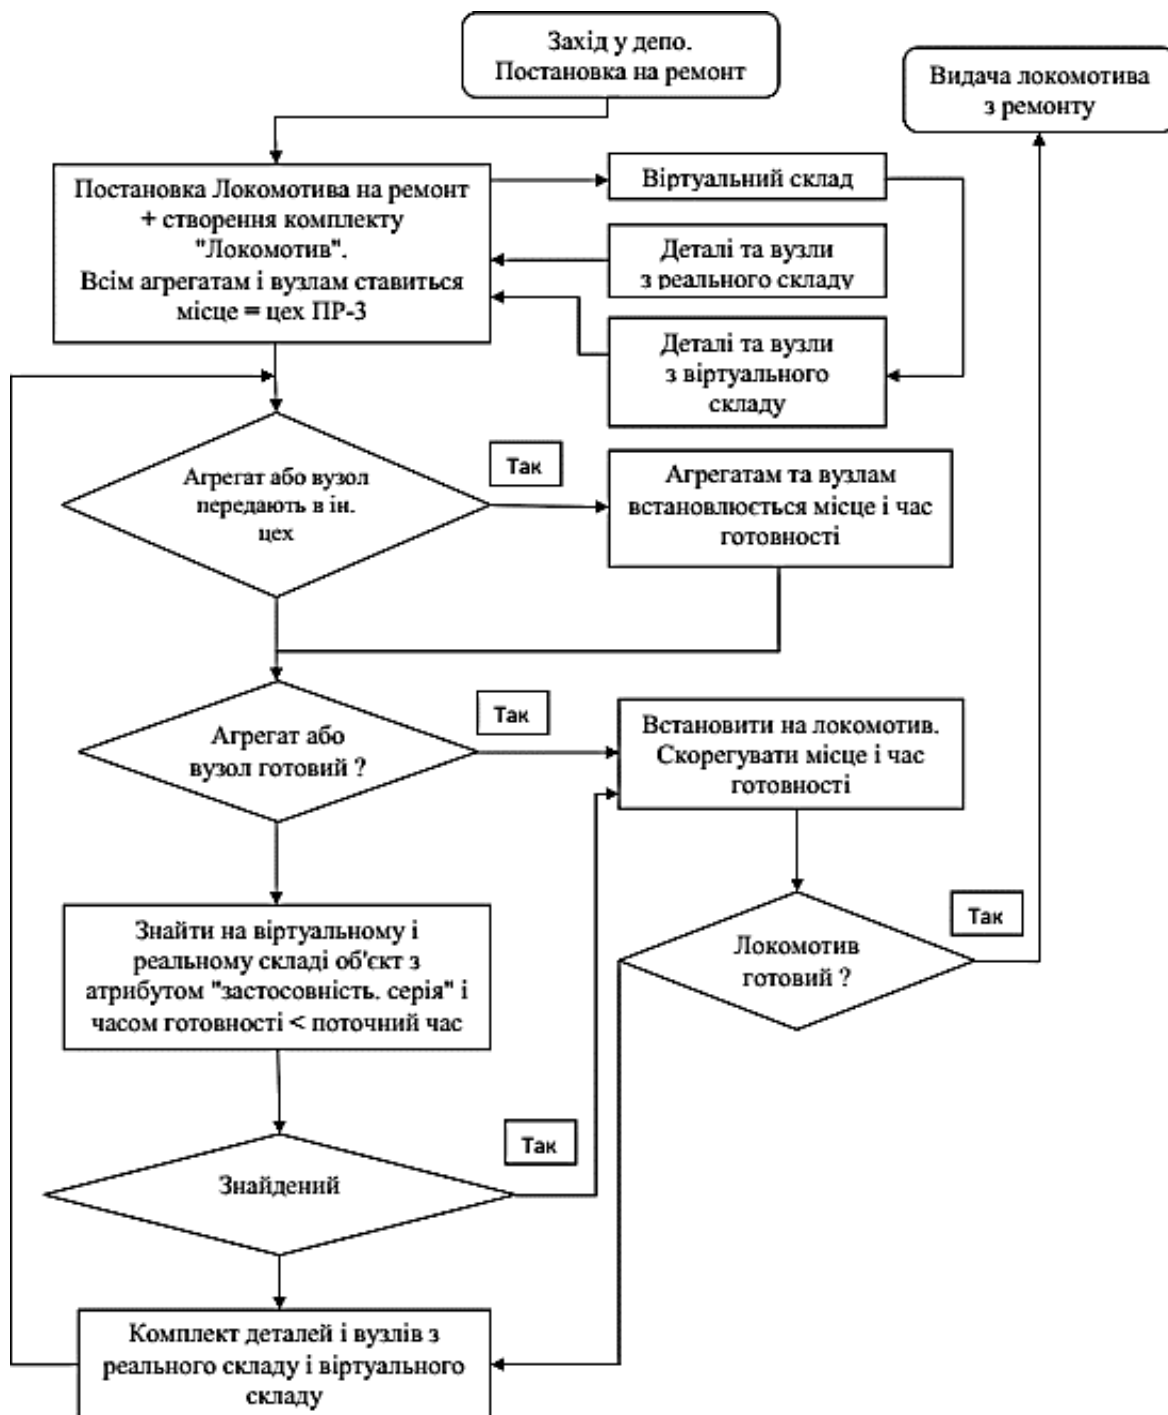 Захід у депо.
Постановка на ремонт
Видача локомотива
з ремонту
Постановка Локомотива на ремонт
+ створення комплекту
"Локомотив".
Всім агрегатам і вузлам ставиться
місце = цех ПР-3
Віртуальний склад
Деталі та вузли
з реального складу
Деталі та вузли
з віртуального
складу
Агрегат або вузол
передають в ін.
цех
Так
Агрегатам та вузлам
встановлюється місце і час
готовності
Агрегат або
вузол готовий ?
Так
Встановити на локомотив.
Скорегувати місце і час
готовності
Знайти на віртуальному і
реальному складі об'єкт з
атрибутом "застосовність. серія" і
часом готовності < поточний час
Локомотив
готовий ?
Так
Знайдений
Так
Комплект деталей і вузлів з
реального складу і віртуального
складу